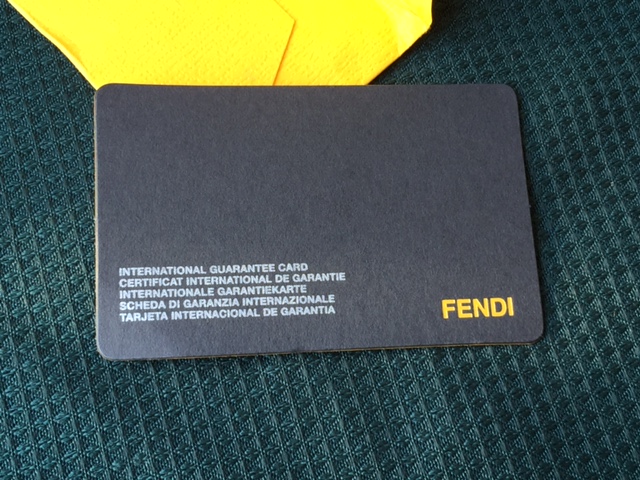 INTERNATIONAL GUARANTEE CARD
CERTIFICAT INTERNATIONAL DE GARANTIE
INTERNATIONALE GARANTIEKARTE
SCHEDA DI GARANZIA INTERNAZIONALE
TARJETA INTERNACIONAL DE GARANTIA
FENDI